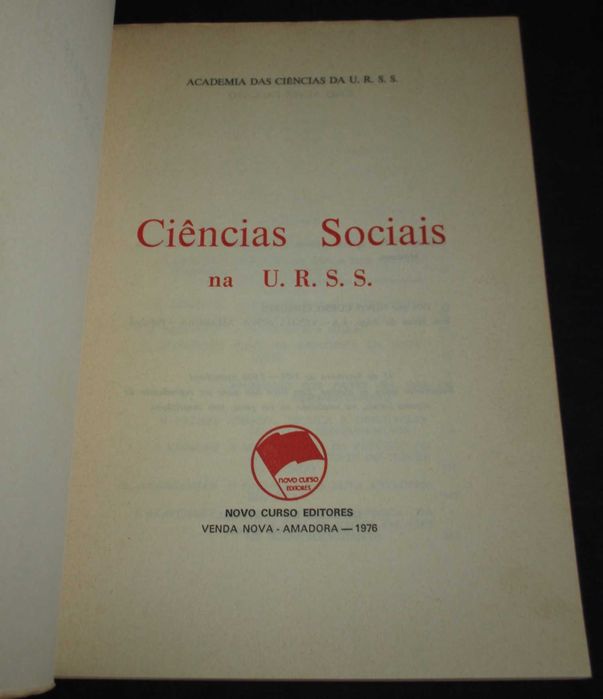 ACADEMIA DAS CIÊNCIAS DA U. R. S. S.
Ciências Sociais
na U. R. S. S.
novo curso
EDITORES
NOVO CURSO EDITORES
VENDA NOVA - AMADORA — 1976